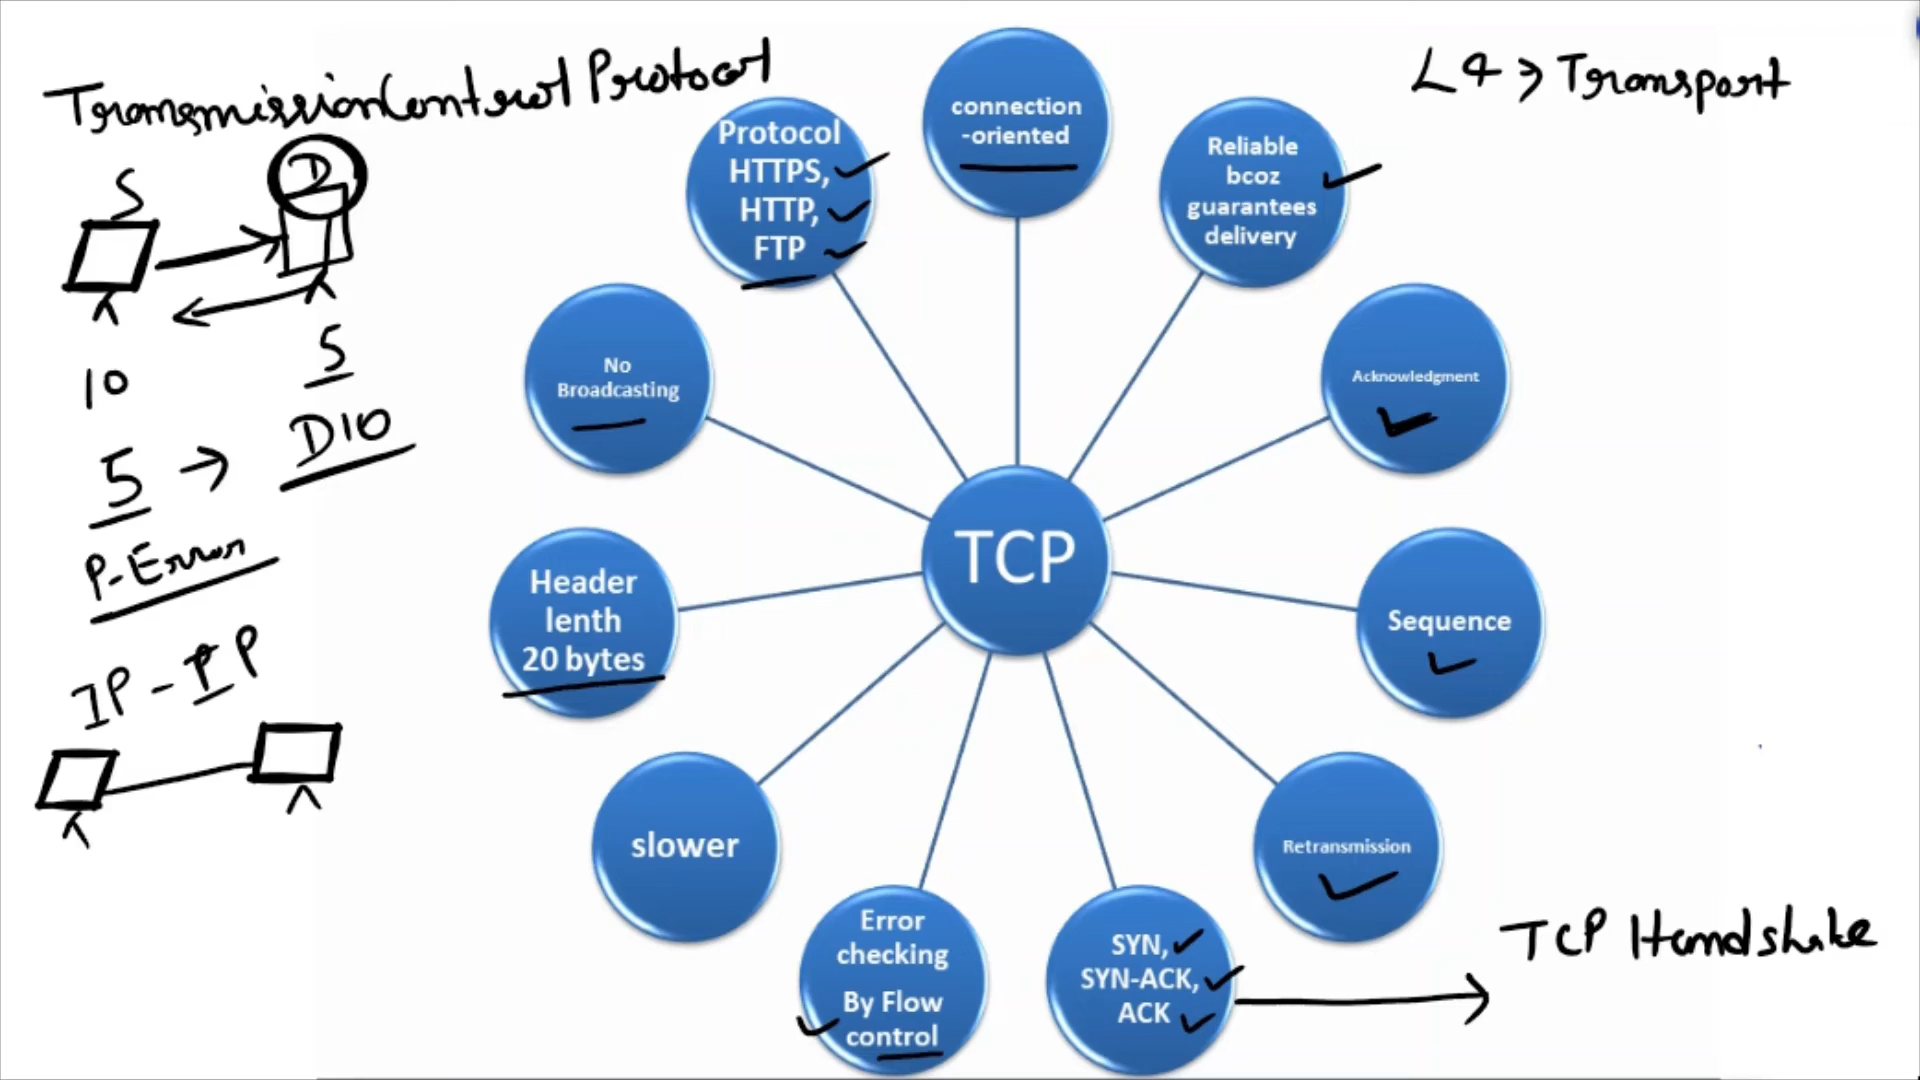 Transmission Control Protocol
L4 → Transport
S
D
10
5
5 → D10
P-Error
IP - IP
connection
-oriented
Reliable
bcoz
guarantees
delivery
Acknowledgment
Sequence
Retransmission
SYN,
SYN-ACK,
ACK
TCP Handshake
Error
checking
By Flow
control
slower
Header
lenth
20 bytes
No
Broadcasting
Protocol
HTTPS,
HTTP,
FTP
TCP